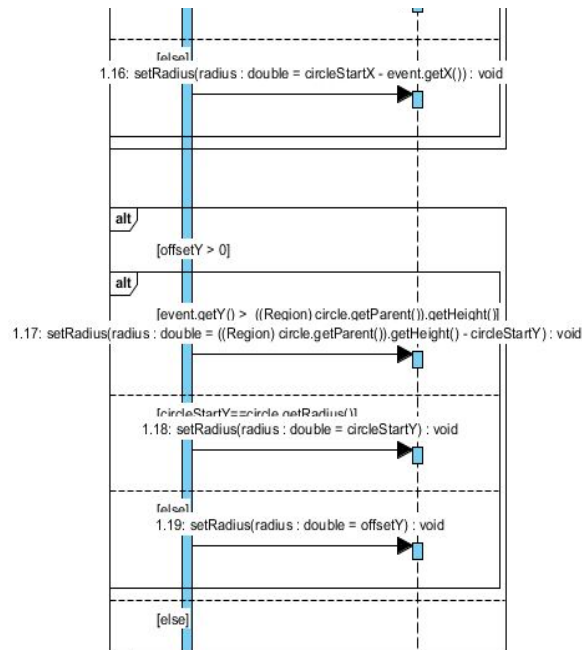 [else]
1.16: setRadius(radius : double = circleStartX - event.getX()) : void
alt
[offsetY > 0]
alt
[event.getY() > ((Region) circle.getParent()).getHeight()]
1.17: setRadius(radius : double = ((Region) circle.getParent()).getHeight() - circleStartY) : void
[circleStartY==circle.getRadius()]
1.18: setRadius(radius : double = circleStartY) : void
[else]
1.19: setRadius(radius : double = offsetY) : void
[else]